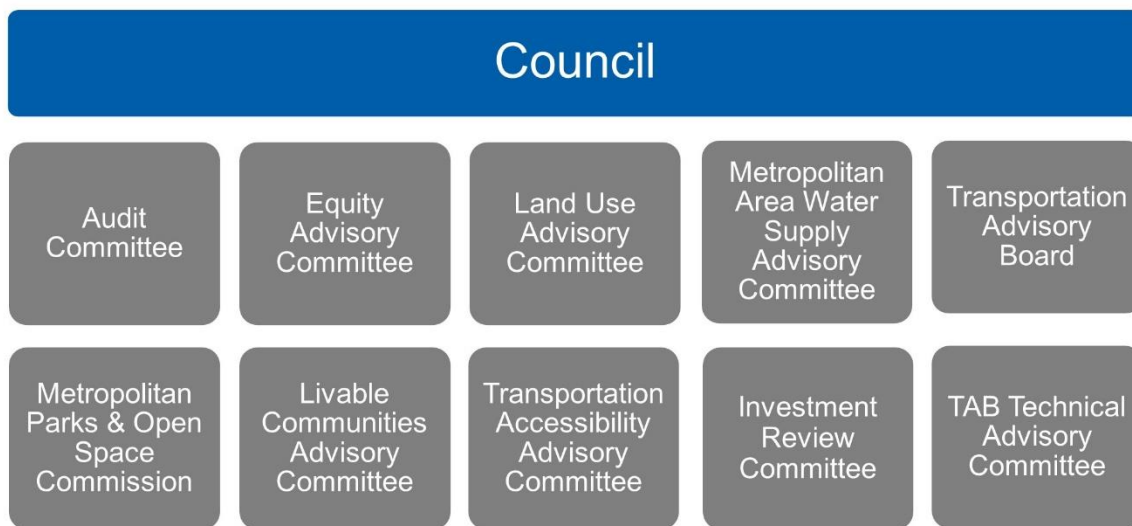 Council
Audit
Committee
Equity
Advisory
Committee
Land Use
Advisory
Committee
Metropolitan
Area Water
Supply
Advisory
Committee
Transportation
Advisory
Board
Metropolitan
Parks & Open
Space
Commission
Livable
Communities
Advisory
Committee
Transportation
Accessibility
Advisory
Committee
Investment
Review
Committee
TAB Technical
Advisory
Committee